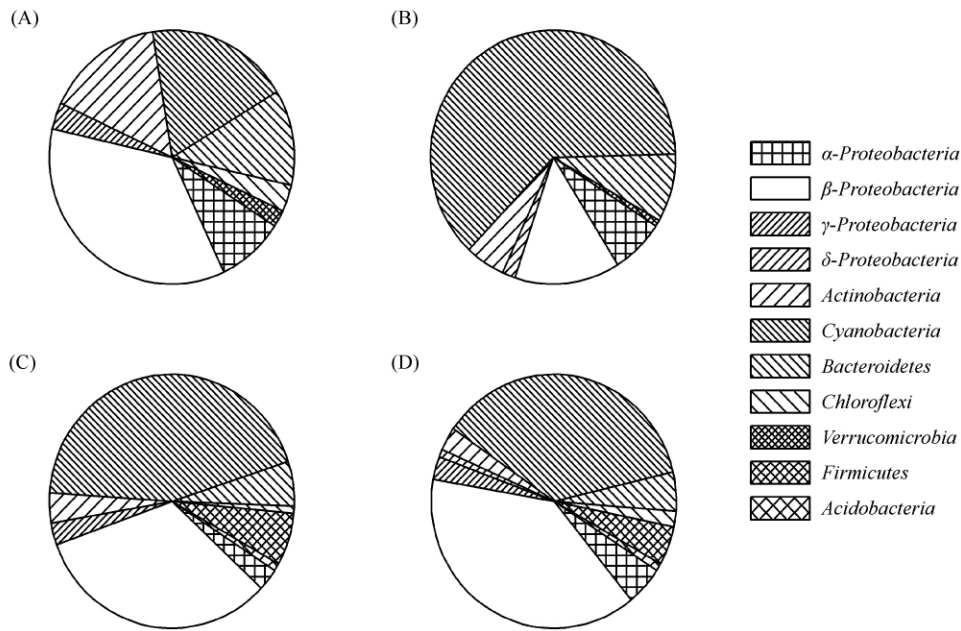 (A)
(B)
(C)
(D)
α-Proteobacteria
β-Proteobacteria
γ-Proteobacteria
δ-Proteobacteria
Actinobacteria
Cyanobacteria
Bacteroidetes
Chloroflexi
Verrucomicrobia
Firmicutes
Acidobacteria